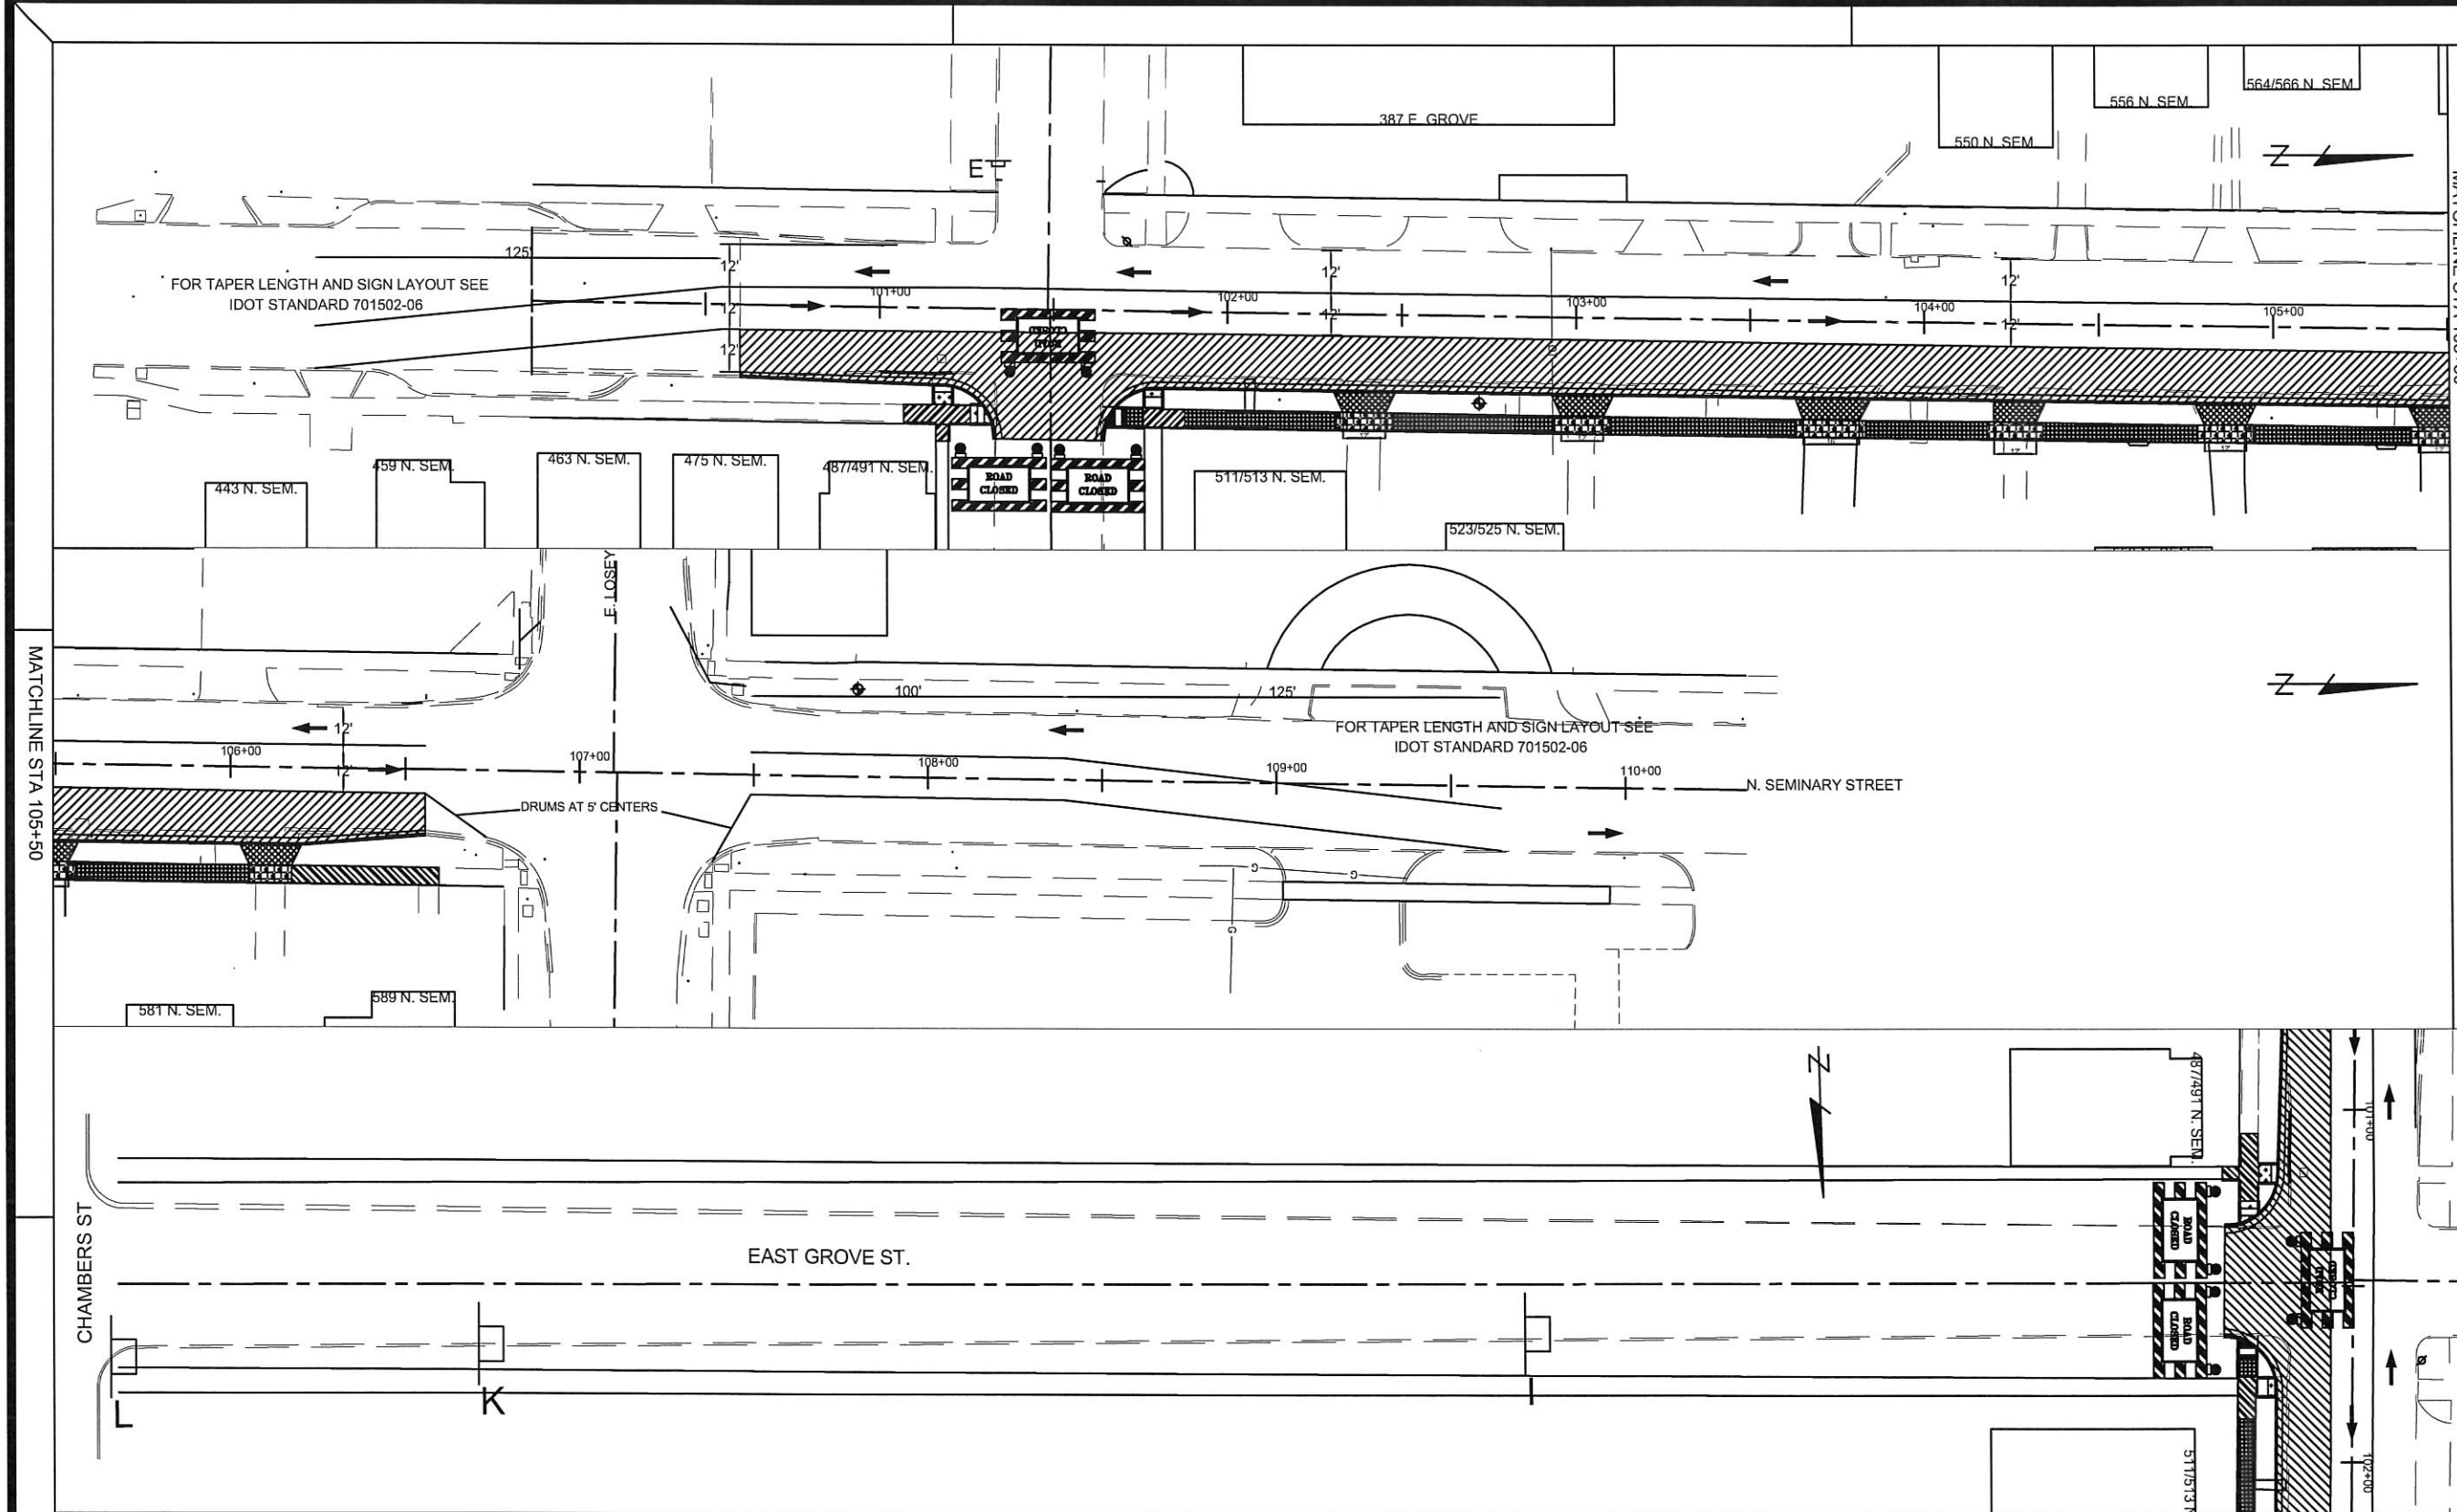 387 E. GROVE
550 N. SEM.
556 N. SEM.
564/566 N. SEM.
E
Z
125'
12'
12'
12'
12'
12'
12'
12'
FOR TAPER LENGTH AND SIGN LAYOUT SEE
IDOT STANDARD 701502-06
101+00
102+00
103+00
104+00
105+00
443 N. SEM.
459 N. SEM.
463 N. SEM.
475 N. SEM.
487/491 N. SEM.
ROAD
CLOSED
ROAD
CLOSED
511/513 N. SEM.
523/525 N. SEM.
MATCHLINE STA 105+50
E. LOSEY
100'
125'
Z
12'
12'
FOR TAPER LENGTH AND SIGN LAYOUT SEE
IDOT STANDARD 701502-06
106+00
107+00
108+00
109+00
110+00
N. SEMINARY STREET
DRUMS AT 5' CENTERS
G
G
G
581 N. SEM.
589 N. SEM.
Z
487/491 N. SEM.
101+00
CHAMBERS ST
EAST GROVE ST.
ROAD
CLOSED
ROAD
CLOSED
L
K
I
511/513 N
102+00